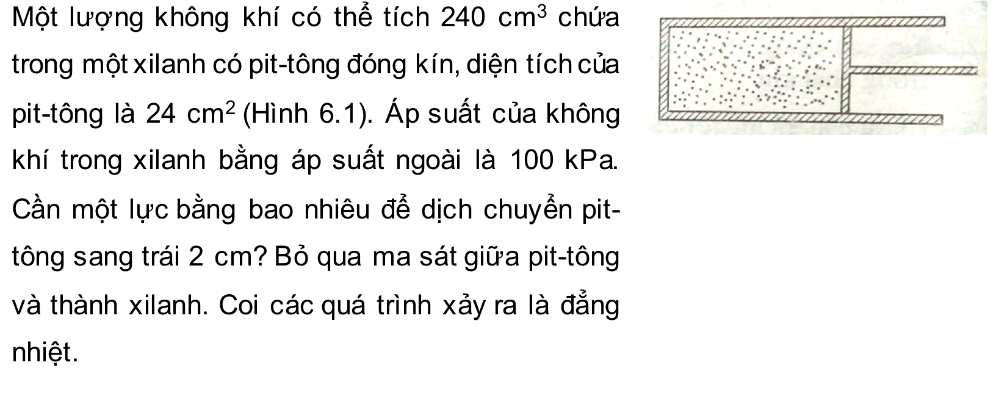 Một lượng không khí có thể tích 240 cm³ chứa
trong một xilanh có pit-tông đóng kín, diện tích của
pit-tông là 24 cm² (Hình 6.1). Áp suất của không
khí trong xilanh bằng áp suất ngoài là 100 kPa.
Cần một lực bằng bao nhiêu để dịch chuyển pit-
tông sang trái 2 cm? Bỏ qua ma sát giữa pit-tông
và thành xilanh. Coi các quá trình xảy ra là đẳng
nhiệt.